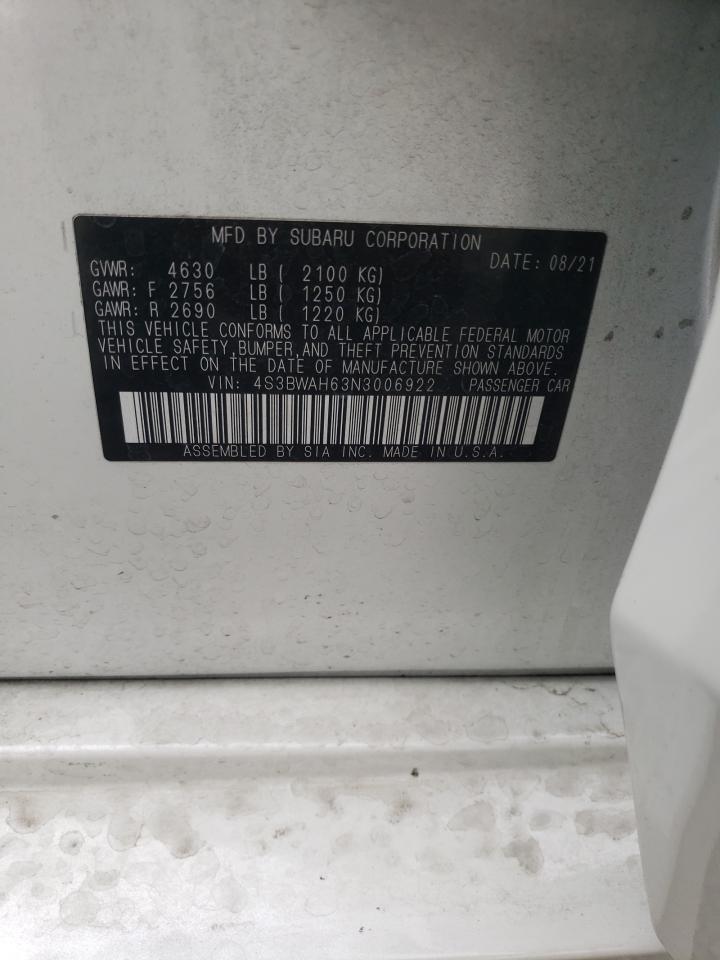 MFD BY SUBARU CORPORATION
DATE: 08/21
GVWR: 4630 LB ( 2100 KG)
GAWR: F 2756 LB ( 1250 KG)
GAWR: R 2690 LB ( 1220 KG)
THIS VEHICLE CONFORMS TO ALL APPLICABLE FEDERAL MOTOR
VEHICLE SAFETY, BUMPER, AND THEFT PREVENTION STANDARDS
IN EFFECT ON THE DATE OF MANUFACTURE SHOWN ABOVE.
VIN: 4S3BWAH63N3006922 PASSENGER CAR
ASSEMBLED BY SIA INC. MADE IN U.S.A.